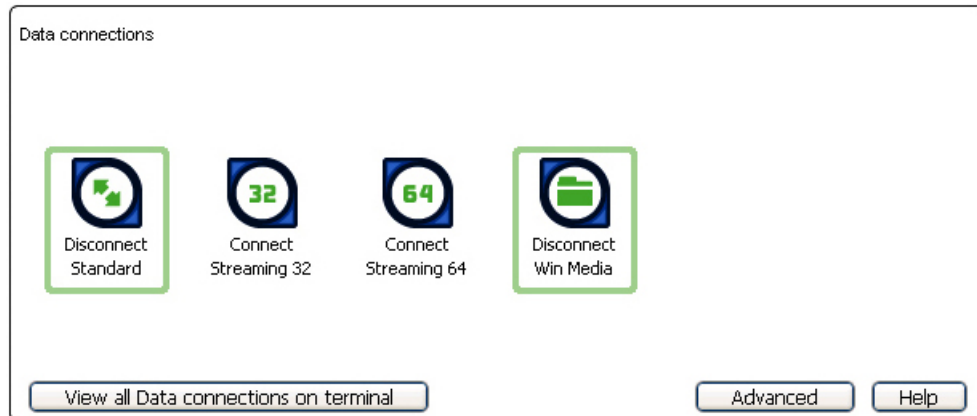 Data connections
32
64
Disconnect
Standard
Connect
Streaming 32
Connect
Streaming 64
Disconnect
Win Media
View all Data connections on terminal
Advanced
Help